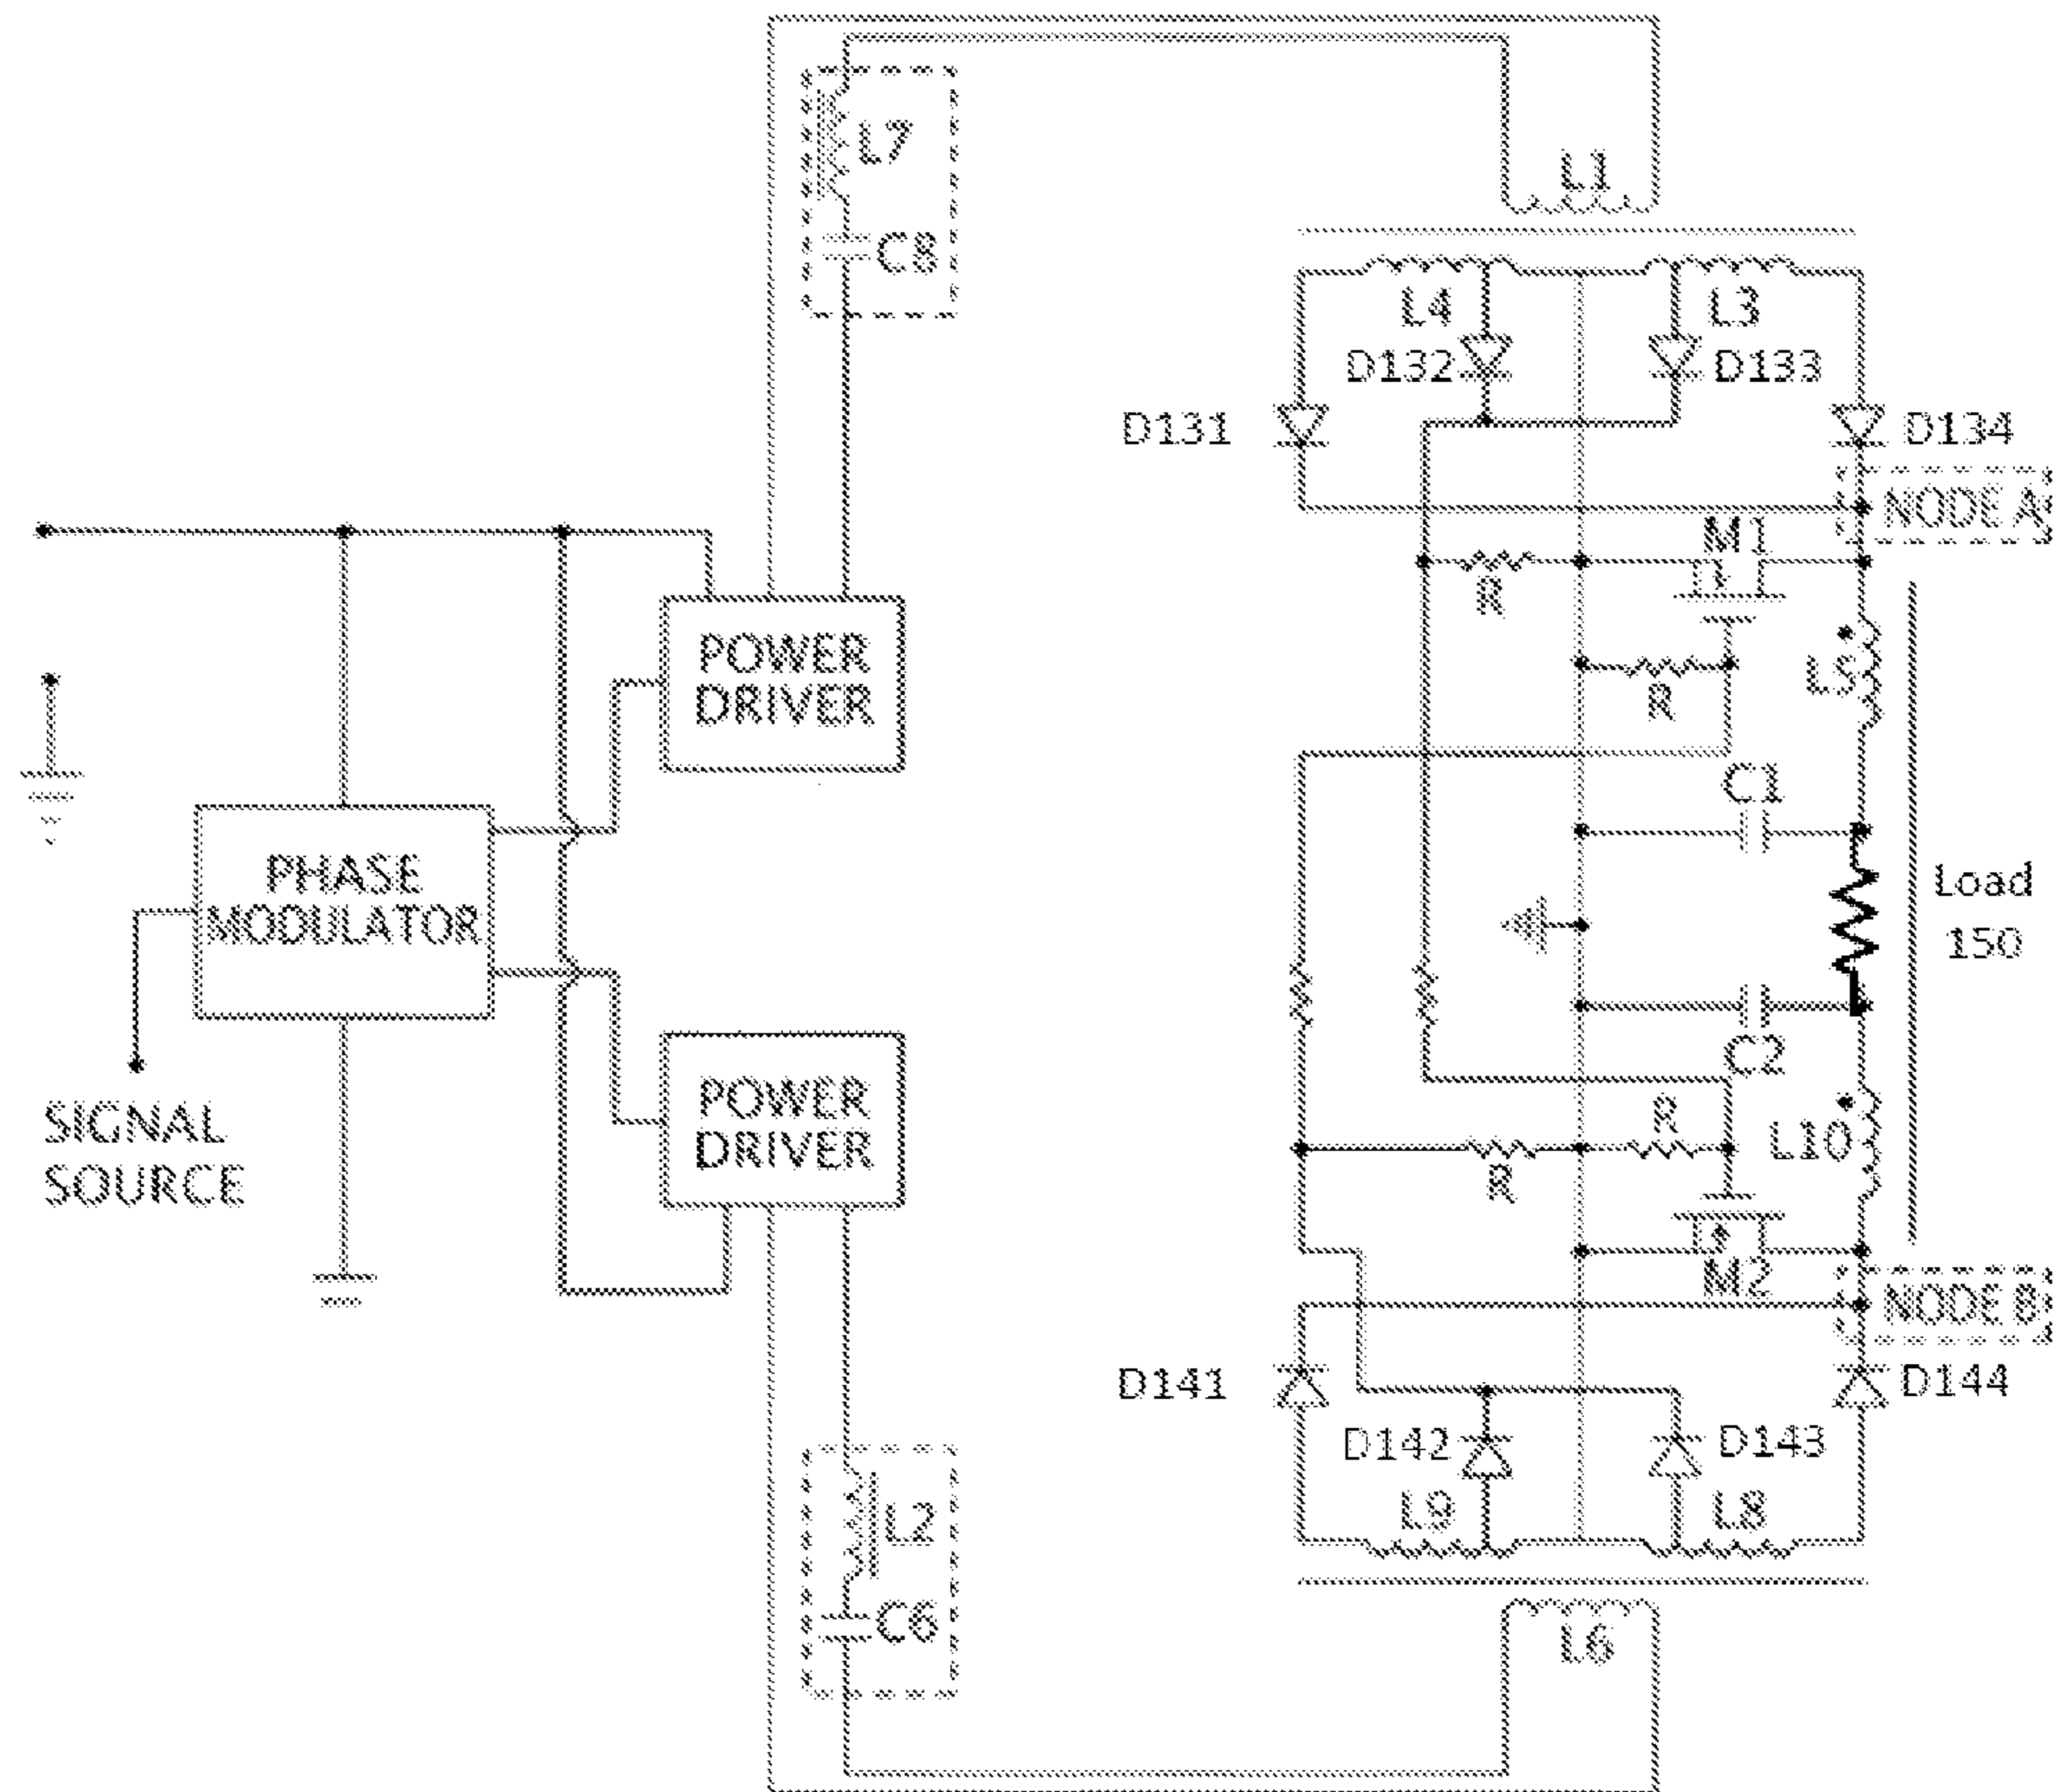 L7
C8
L1
L4
L3
D132
D133
D131
D134
NODE A
M1
R
POWER
DRIVER
L5
R
C1
PHASE
MODULATOR
Load
150
C2
POWER
DRIVER
R
L10
SIGNAL
SOURCE
R
M2
NODE B
D141
D144
D142
D143
L9
L8
L2
C6
L6